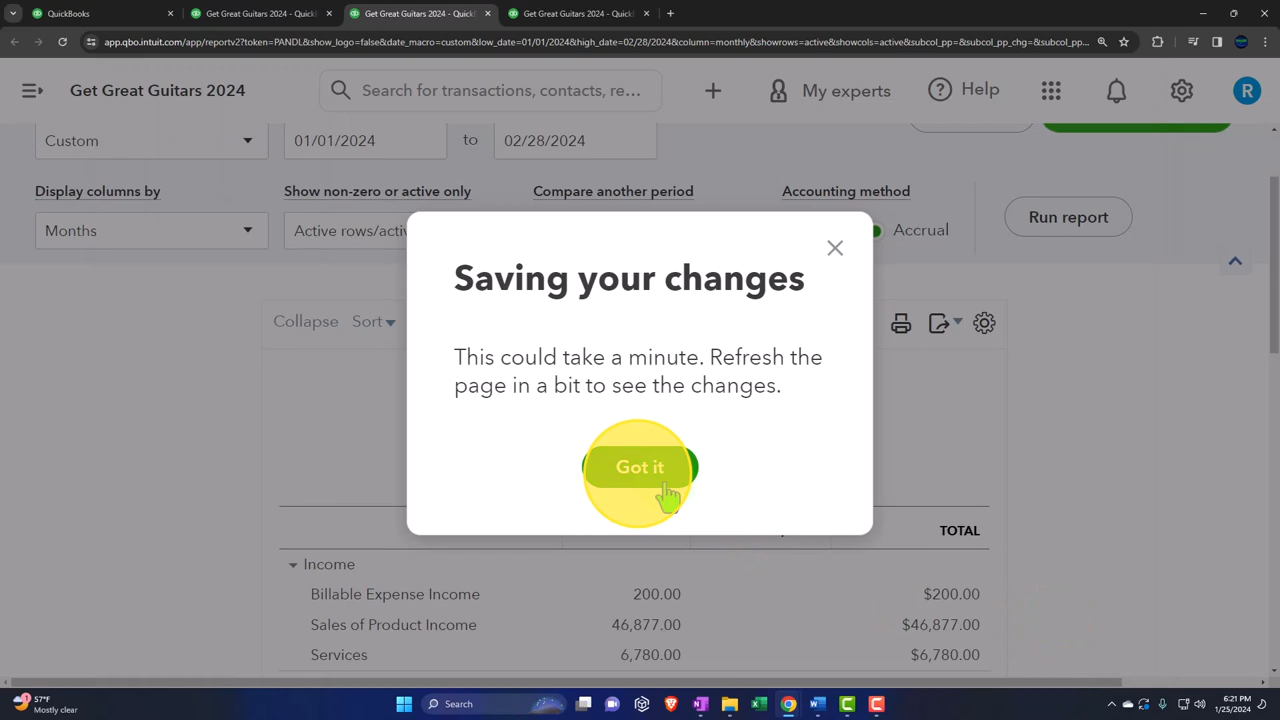 QuickBooks
Get Great Guitars 2024 - Quickl
Get Great Guitars 2024 - Quickl
Get Great Guitars 2024 - Quickl
app.qbo.intuit.com/app/reportv2?token=PANDL&show_logo=false&date_macro=custom&low_date=01/01/2024&high_date=02/28/2024&column=monthly&showrows=active&showcols=active&subcol_pp=&subcol_pp_chg=&subcol_pp...
Get Great Guitars 2024
Search for transactions, contacts, re...
My experts
Help
R
Custom
01/01/2024
to
02/28/2024
Display columns by
Show non-zero or active only
Compare another period
Accounting method
Months
Active rows/activ
Accrual
Run report
Saving your changes
This could take a minute. Refresh the
page in a bit to see the changes.
Got it
Collapse
Sort
TOTAL
Income
Billable Expense Income 200.00 $200.00
Sales of Product Income 46,877.00 $46,877.00
Services 6,780.00 $6,780.00
57°F
Mostly clear
Search
6:21 PM
1/25/2024